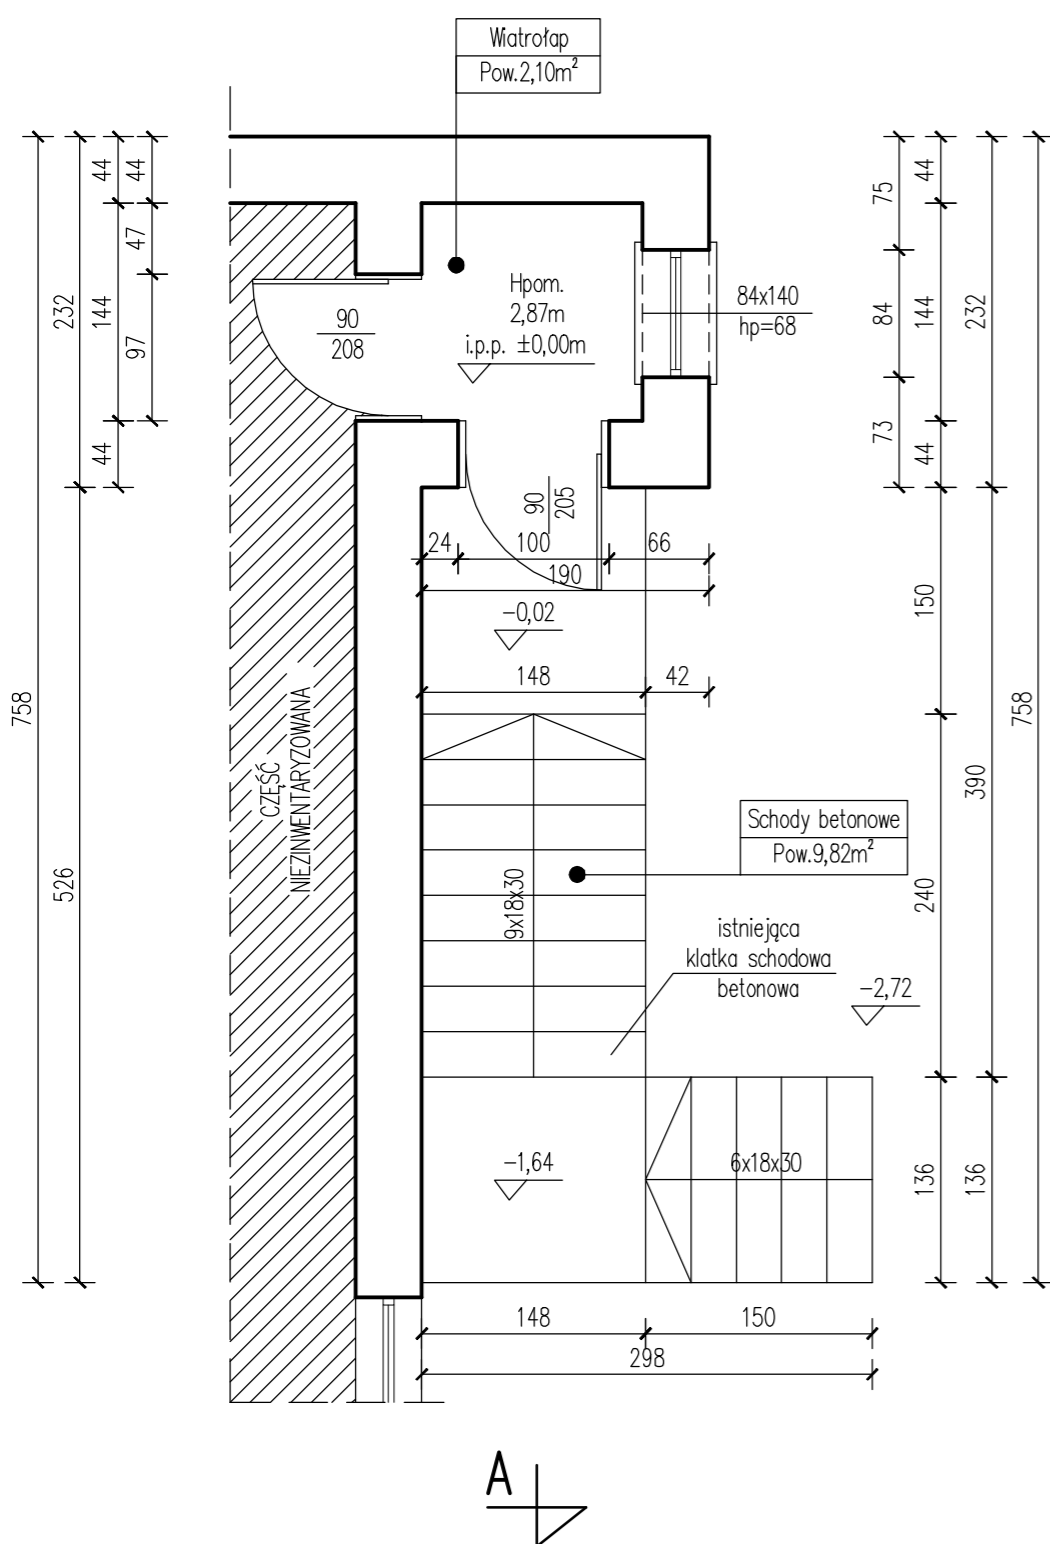 Wiatrołap
Pow.2,10m²
44
44
47
232
144
97
44
758
526
Hpom.
2,87m
i.p.p. ±0,00m
90
208
84x140
hp=68
75
44
84
144
232
73
44
90
205
24
100
66
190
-0,02
148
42
150
758
390
240
CZĘŚĆ
NIEZINWENTARYZOWANA
9x18x30
Schody betonowe
Pow.9,82m²
istniejąca
klatka schodowa
betonowa
-2,72
-1,64
6x18x30
136
136
148
150
298
A